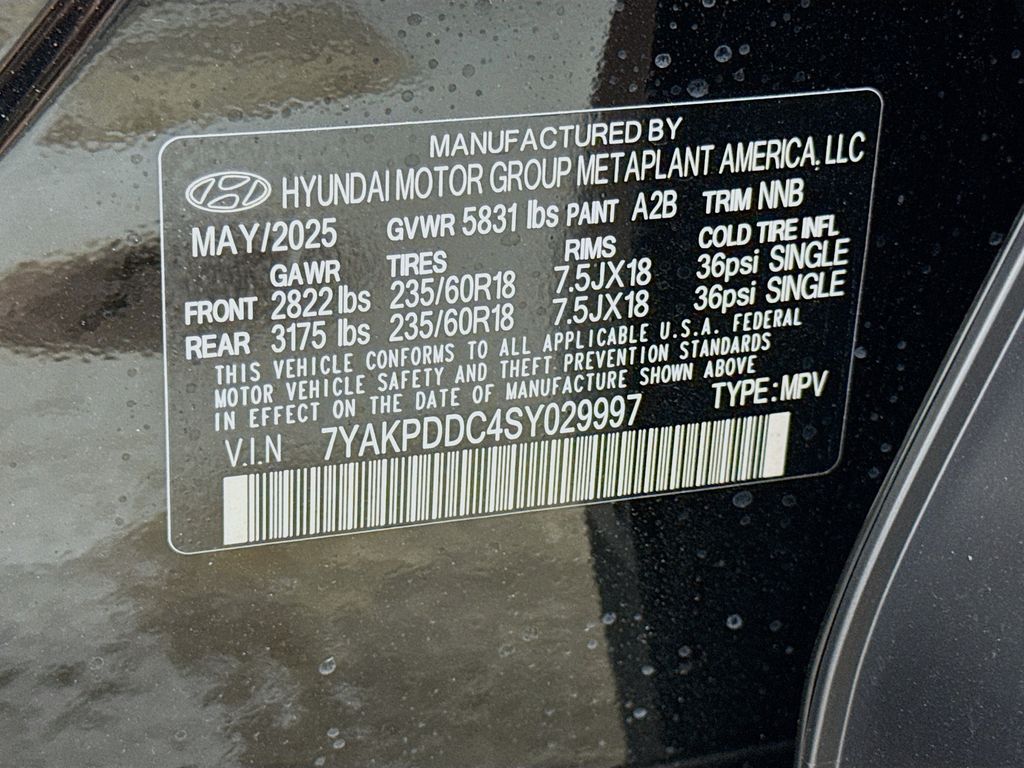 MANUFACTURED BY
HYUNDAI MOTOR GROUP METAPLANT AMERICA, LLC
MAY/2025 GVWR 5831 lbs PAINT A2B TRIM NNB
GAWR TIRES RIMS COLD TIRE INFL
FRONT 2822 lbs 235/60R18 7.5JX18 36psi SINGLE
REAR 3175 lbs 235/60R18 7.5JX18 36psi SINGLE
THIS VEHICLE CONFORMS TO ALL APPLICABLE U.S.A. FEDERAL
MOTOR VEHICLE SAFETY AND THEFT PREVENTION STANDARDS
IN EFFECT ON THE DATE OF MANUFACTURE SHOWN ABOVE
V.I.N 7YAKPDDC4SY029997 TYPE:MPV